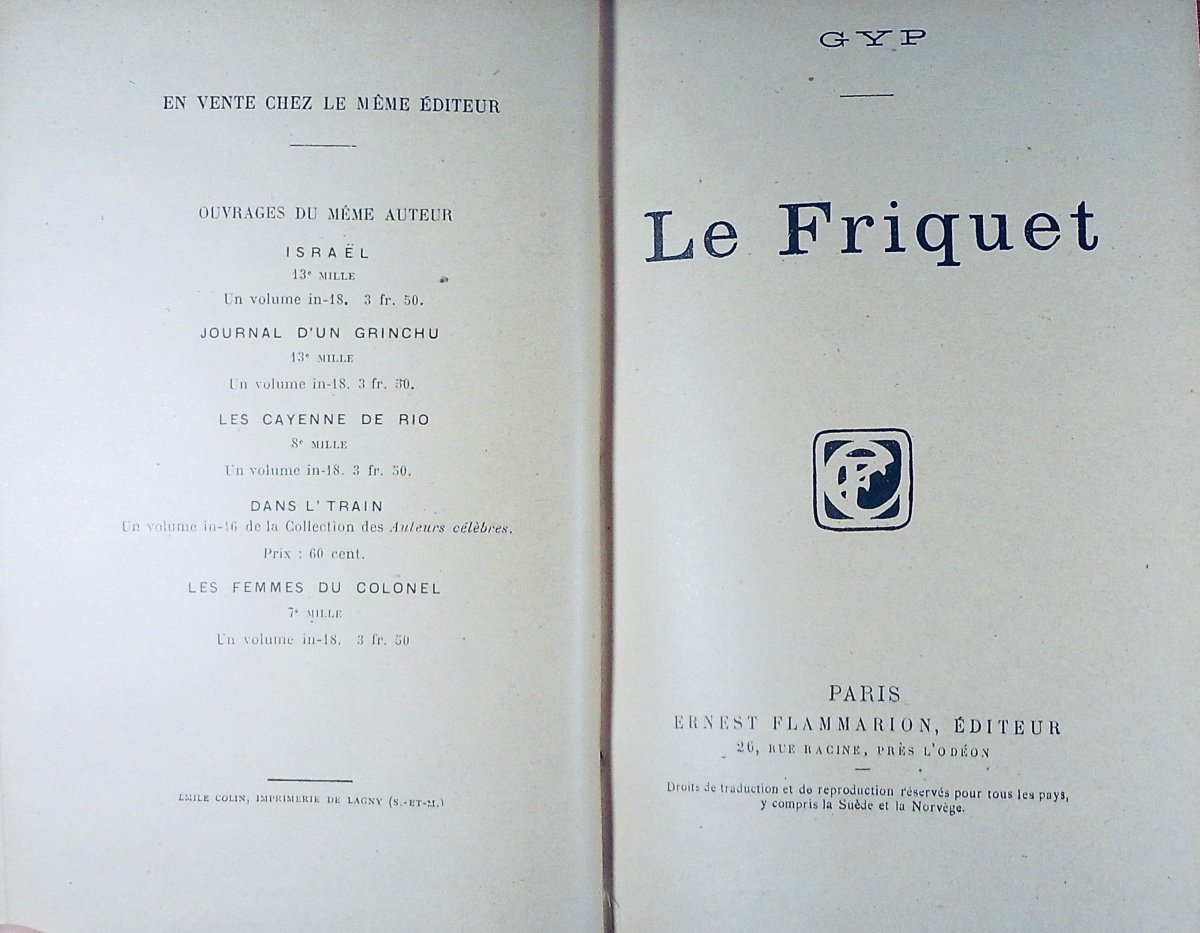 EN VENTE CHEZ LE MÊME ÉDITEUR
OUVRAGES DU MÊME AUTEUR
ISRAËL
13e MILLE
Un volume in-18. 3 fr. 50.
JOURNAL D'UN GRINCHU
13e MILLE
Un volume in-18. 3 fr. 50.
LES CAYENNE DE RIO
8e MILLE
Un volume in-18. 3 fr. 50.
DANS L'TRAIN
Un volume in-16 de la Collection des Auteurs célèbres.
Prix : 60 cent.
LES FEMMES DU COLONEL
7e MILLE
Un volume in-18. 3 fr. 50
EMILE COLIN, IMPRIMERIE DE LAGNY (S.-ET-M.)
GYP
Le Friquet
PARIS
ERNEST FLAMMARION, ÉDITEUR
26, RUE RACINE, PRÈS L'ODÉON
Droits de traduction et de reproduction réservés pour tous les pays,
y compris la Suède et la Norvège.